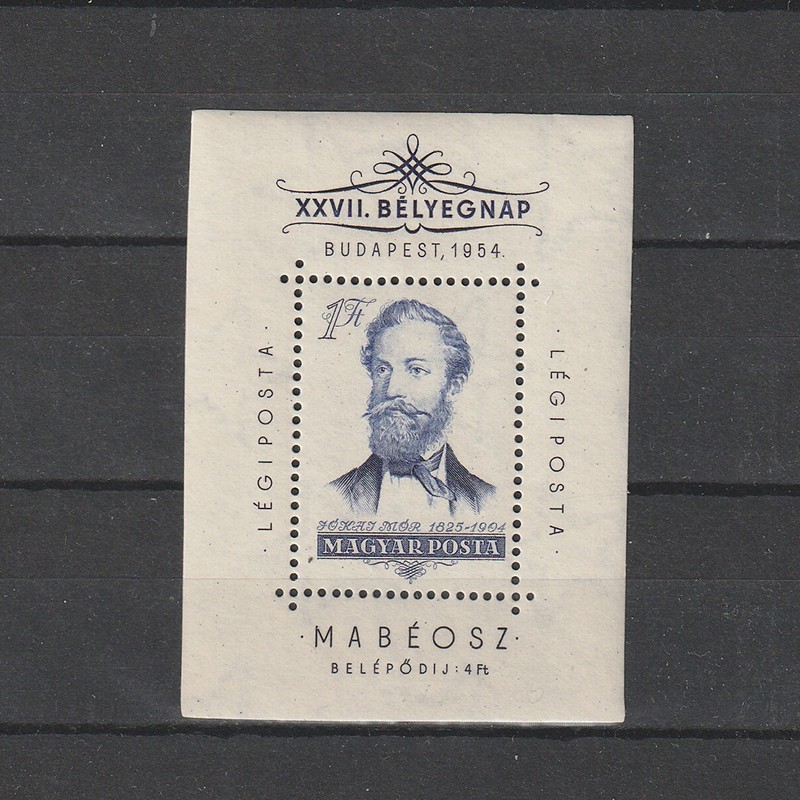 XXVII. BÉLYEGNAP
BUDAPEST, 1954.
1 Ft
· LÉGIPOSTA ·
· LÉGIPOSTA ·
JÓKAI MÓR 1825-1904
MAGYAR POSTA
· MABÉOSZ ·
BELÉPŐDIJ: 4 Ft